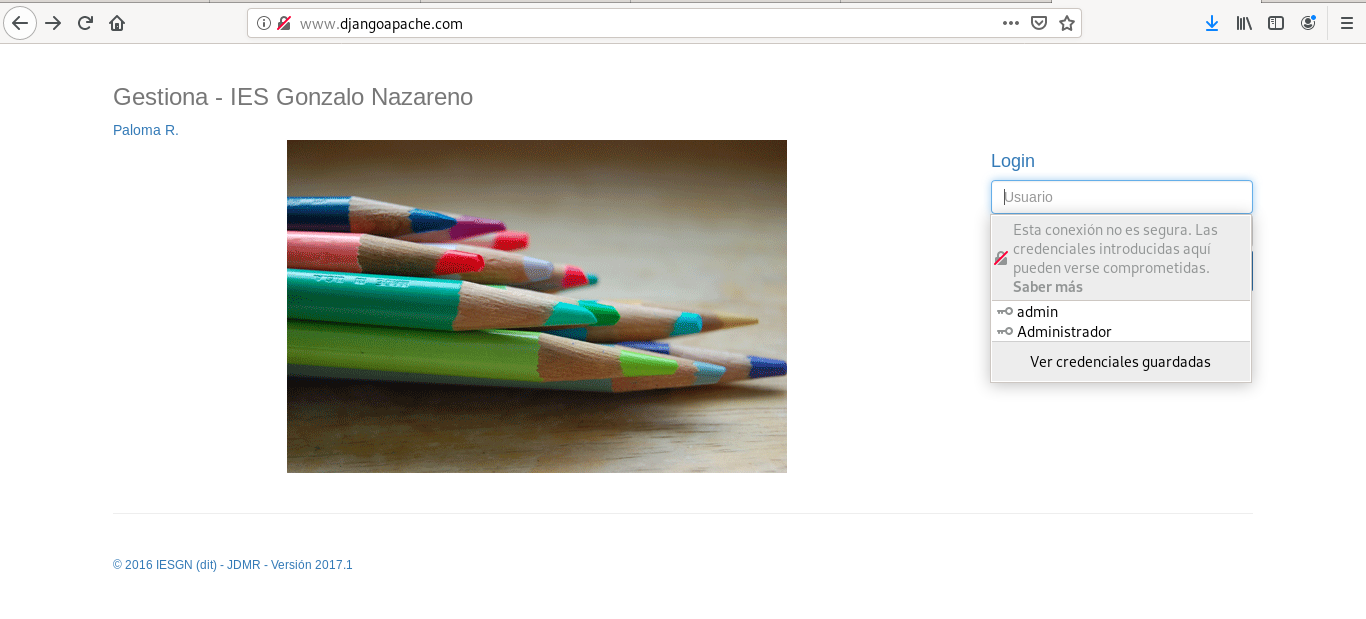 www.djangoapache.com
Gestiona - IES Gonzalo Nazareno
Paloma R.
Login
Usuario
Esta conexión no es segura. Las
credenciales introducidas aquí
pueden verse comprometidas.
Saber más
admin
Administrador
Ver credenciales guardadas
© 2016 IESGN (dit) - JDMR - Versión 2017.1